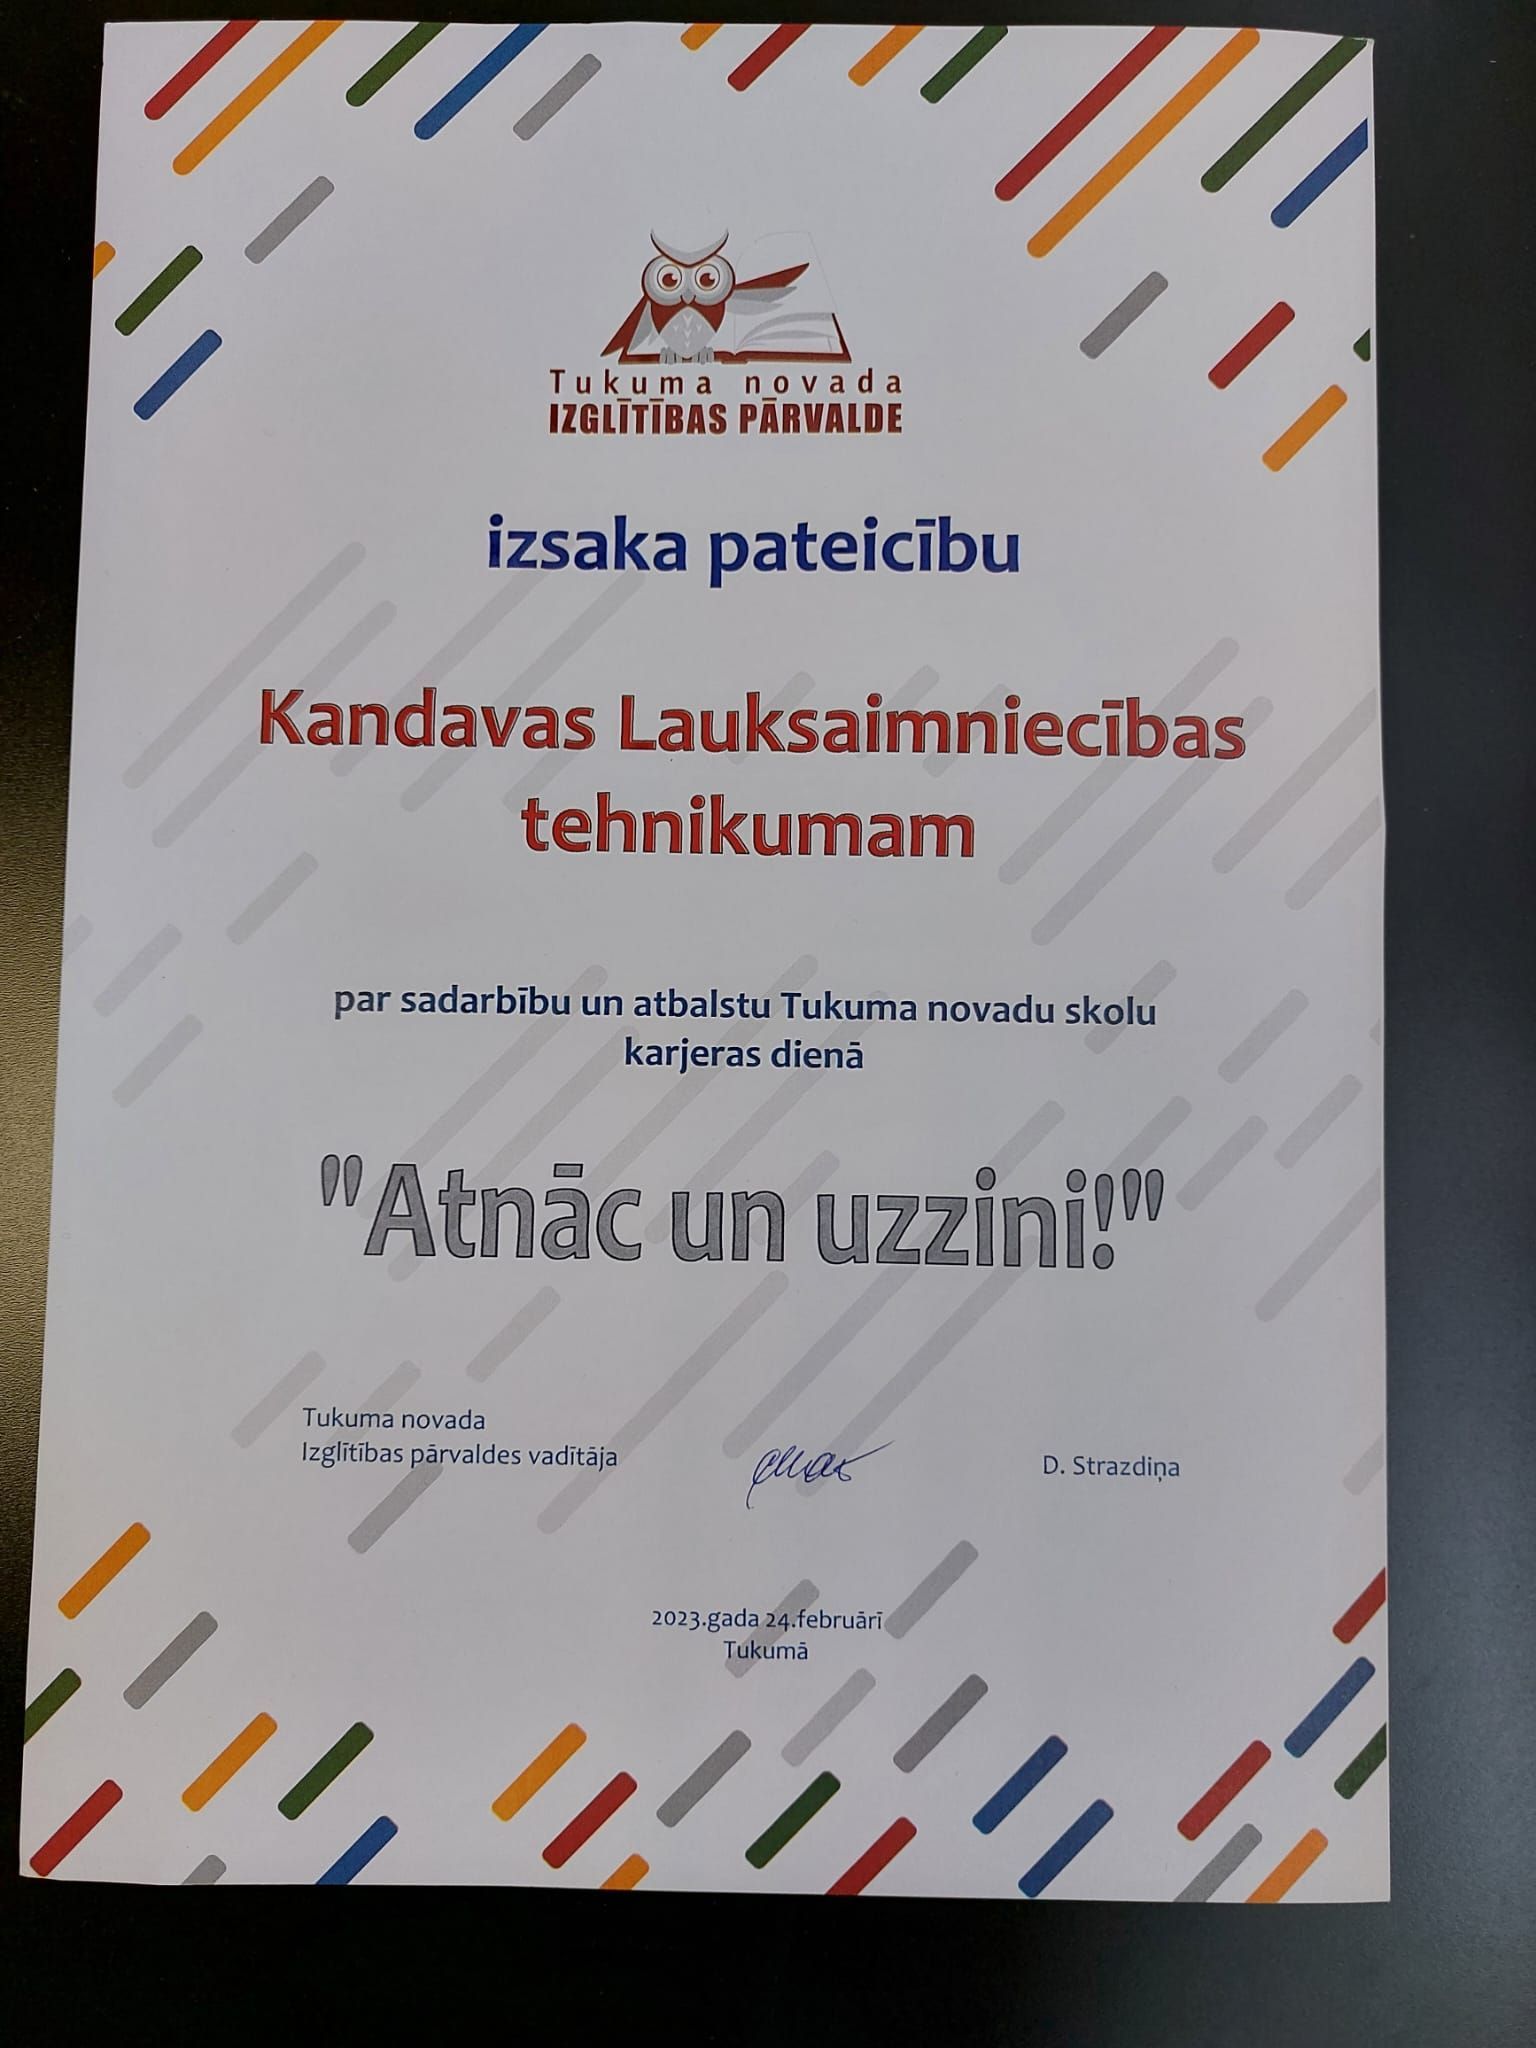 Tukuma novada
IZGLĪTĪBAS PĀRVALDE
izsaka pateicību
Kandavas Lauksaimniecības
tehnikumam
par sadarbību un atbalstu Tukuma novadu skolu
karjeras dienā
"Atnāc un uzzini!"
Tukuma novada
Izglītības pārvaldes vadītāja
D. Strazdiņa
2023.gada 24.februārī
Tukumā